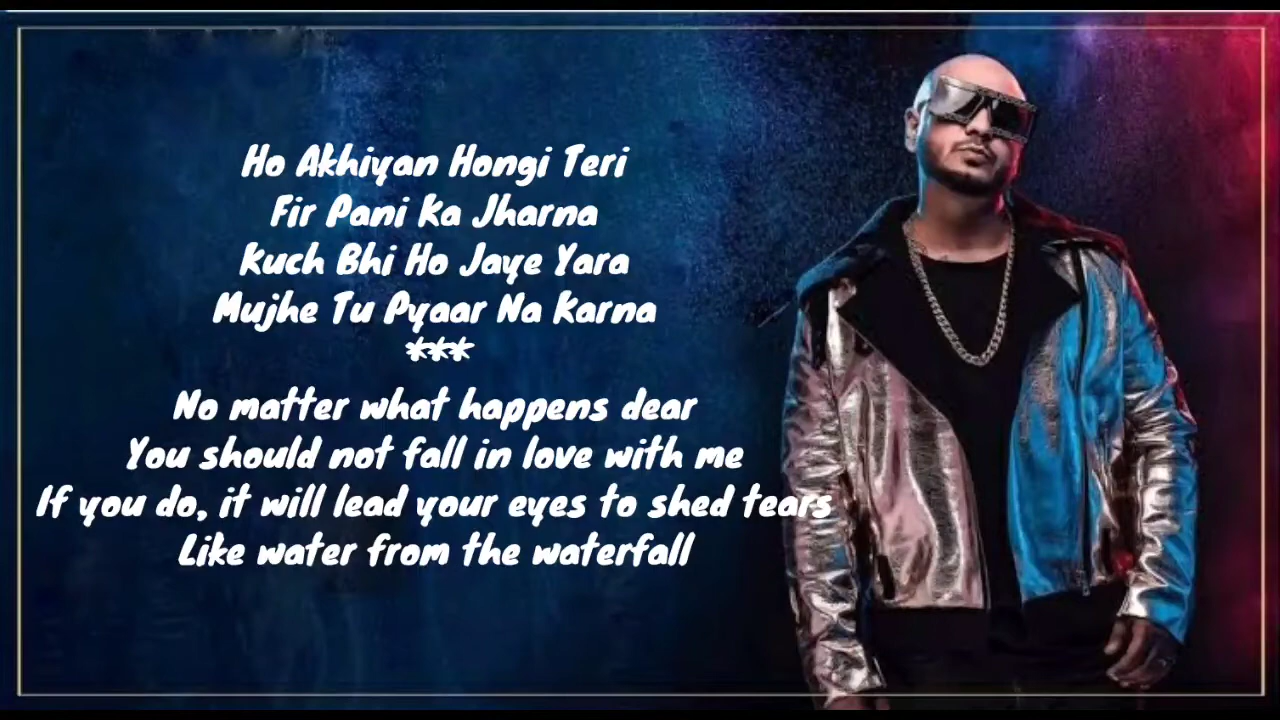 Ho Akhiyan Hongi Teri
Fir Pani Ka Jharna
Kuch Bhi Ho Jaye Yara
Mujhe Tu Pyaar Na Karna
***
No matter what happens dear
You should not fall in love with me
If you do, it will lead your eyes to shed tears
Like water from the waterfall